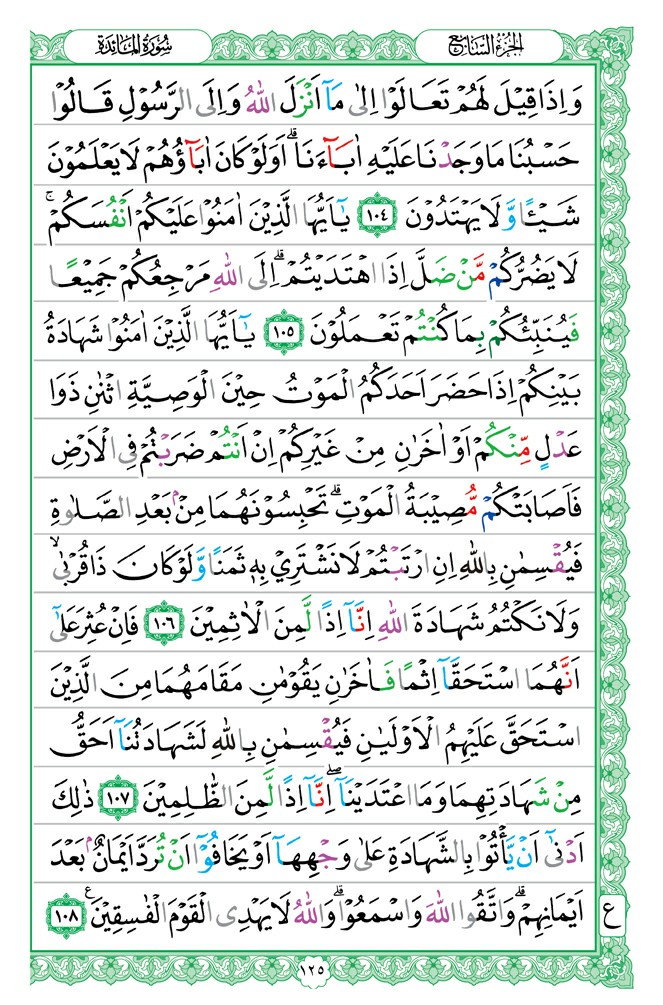 الجزء السابع
سورة المائدة
وَاِذَا قِيْلَ لَهُمْ تَعَالَوْا اِلٰى مَآ اَنْزَلَ اللّٰهُ وَاِلَى الرَّسُوْلِ قَالُوْا
حَسْبُنَا مَا وَجَدْنَا عَلَيْهِ اٰبَآءَنَاۗ اَوَلَوْ كَانَ اٰبَآؤُهُمْ لَا يَعْلَمُوْنَ
شَيْـًٔا وَّلَا يَهْتَدُوْنَ ١٠٤ يٰٓاَيُّهَا الَّذِيْنَ اٰمَنُوْا عَلَيْكُمْ اَنْفُسَكُمْۚ
لَا يَضُرُّكُمْ مَّنْ ضَلَّ اِذَا اهْتَدَيْتُمْۗ اِلَى اللّٰهِ مَرْجِعُكُمْ جَمِيْعًا
فَيُنَبِّئُكُمْ بِمَا كُنْتُمْ تَعْمَلُوْنَ ١٠٥ يٰٓاَيُّهَا الَّذِيْنَ اٰمَنُوْا شَهَادَةُ
بَيْنِكُمْ اِذَا حَضَرَ اَحَدَكُمُ الْمَوْتُ حِيْنَ الْوَصِيَّةِ اثْنٰنِ ذَوَا
عَدْلٍ مِّنْكُمْ اَوْ اٰخَرٰنِ مِنْ غَيْرِكُمْ اِنْ اَنْتُمْ ضَرَبْتُمْ فِى الْاَرْضِ
فَاَصَابَتْكُمْ مُّصِيْبَةُ الْمَوْتِۗ تَحْبِسُوْنَهُمَا مِنْۢ بَعْدِ الصَّلٰوةِ
فَيُقْسِمٰنِ بِاللّٰهِ اِنِ ارْتَبْتُمْ لَا نَشْتَرِيْ بِهٖ ثَمَنًا وَّلَوْ كَانَ ذَا قُرْبٰىۙ
وَلَا نَكْتُمُ شَهَادَةَ اللّٰهِ اِنَّآ اِذًا لَّمِنَ الْاٰثِمِيْنَ ١٠٦ فَاِنْ عُثِرَ عَلٰٓى
اَنَّهُمَا اسْتَحَقَّآ اِثْمًا فَاٰخَرٰنِ يَقُوْمٰنِ مَقَامَهُمَا مِنَ الَّذِيْنَ
اسْتَحَقَّ عَلَيْهِمُ الْاَوْلَيٰنِ فَيُقْسِمٰنِ بِاللّٰهِ لَشَهَادَتُنَآ اَحَقُّ
مِنْ شَهَادَتِهِمَا وَمَا اعْتَدَيْنَآۖ اِنَّآ اِذًا لَّمِنَ الظّٰلِمِيْنَ ١٠٧ ذٰلِكَ
اَدْنٰٓى اَنْ يَّأْتُوْا بِالشَّهَادَةِ عَلٰى وَجْهِهَآ اَوْ يَخَافُوْٓا اَنْ تُرَدَّ اَيْمَانٌۢ بَعْدَ
اَيْمَانِهِمْۗ وَاتَّقُوا اللّٰهَ وَاسْمَعُوْاۗ وَاللّٰهُ لَا يَهْدِى الْقَوْمَ الْفٰسِقِيْنَ ࣖ ١٠٨
ع
١٢٥